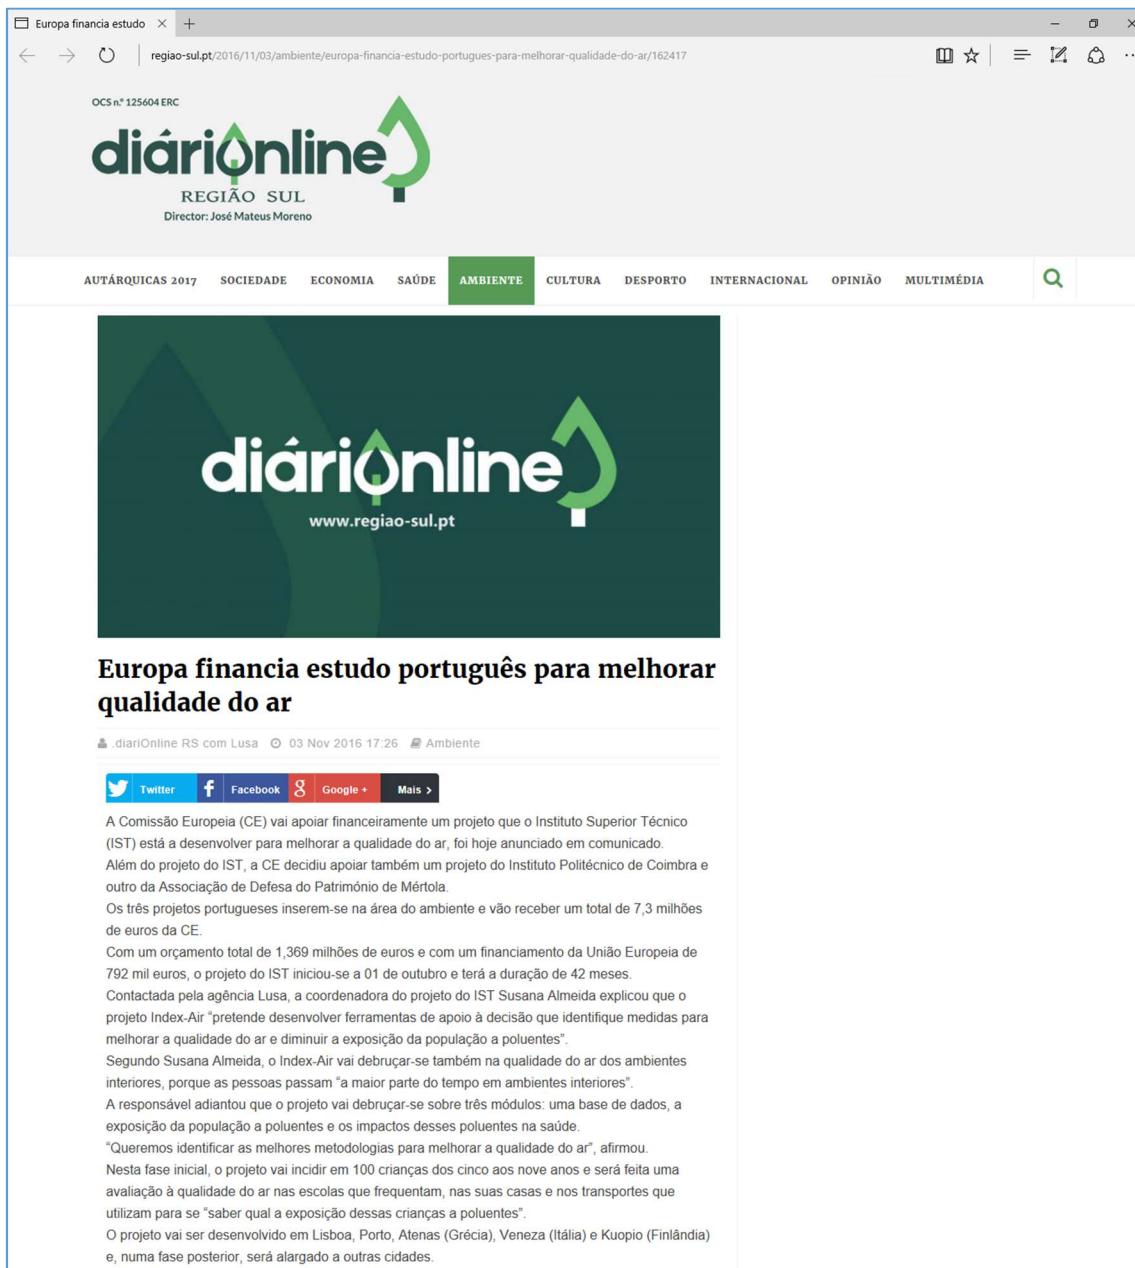 Europa financia estudo
regiao-sul.pt/2016/11/03/ambiente/europa-financia-estudo-portugues-para-melhorar-qualidade-do-ar/162417
OCS n.º 125604 ERC
diáriOnline
REGIÃO SUL
Director: José Mateus Moreno
AUTÁRQUICAS 2017 SOCIEDADE ECONOMIA SAÚDE AMBIENTE CULTURA DESPORTO INTERNACIONAL OPINIÃO MULTIMÉDIA
diáriOnline
www.regiao-sul.pt
Europa financia estudo português para melhorar
qualidade do ar
.diariOnline RS com Lusa 03 Nov 2016 17:26 Ambiente
Twitter Facebook Google + Mais >
A Comissão Europeia (CE) vai apoiar financeiramente um projeto que o Instituto Superior Técnico
(IST) está a desenvolver para melhorar a qualidade do ar, foi hoje anunciado em comunicado.
Além do projeto do IST, a CE decidiu apoiar também um projeto do Instituto Politécnico de Coimbra e
outro da Associação de Defesa do Património de Mértola.
Os três projetos portugueses inserem-se na área do ambiente e vão receber um total de 7,3 milhões
de euros da CE.
Com um orçamento total de 1,369 milhões de euros e com um financiamento da União Europeia de
792 mil euros, o projeto do IST iniciou-se a 01 de outubro e terá a duração de 42 meses.
Contactada pela agência Lusa, a coordenadora do projeto do IST Susana Almeida explicou que o
projeto Index-Air “pretende desenvolver ferramentas de apoio à decisão que identifique medidas para
melhorar a qualidade do ar e diminuir a exposição da população a poluentes”.
Segundo Susana Almeida, o Index-Air vai debruçar-se também na qualidade do ar dos ambientes
interiores, porque as pessoas passam “a maior parte do tempo em ambientes interiores”.
A responsável adiantou que o projeto vai debruçar-se sobre três módulos: uma base de dados, a
exposição da população a poluentes e os impactos desses poluentes na saúde.
“Queremos identificar as melhores metodologias para melhorar a qualidade do ar”, afirmou.
Nesta fase inicial, o projeto vai incidir em 100 crianças dos cinco aos nove anos e será feita uma
avaliação à qualidade do ar nas escolas que frequentam, nas suas casas e nos transportes que
utilizam para se “saber qual a exposição dessas crianças a poluentes”.
O projeto vai ser desenvolvido em Lisboa, Porto, Atenas (Grécia), Veneza (Itália) e Kuopio (Finlândia)
e, numa fase posterior, será alargado a outras cidades.